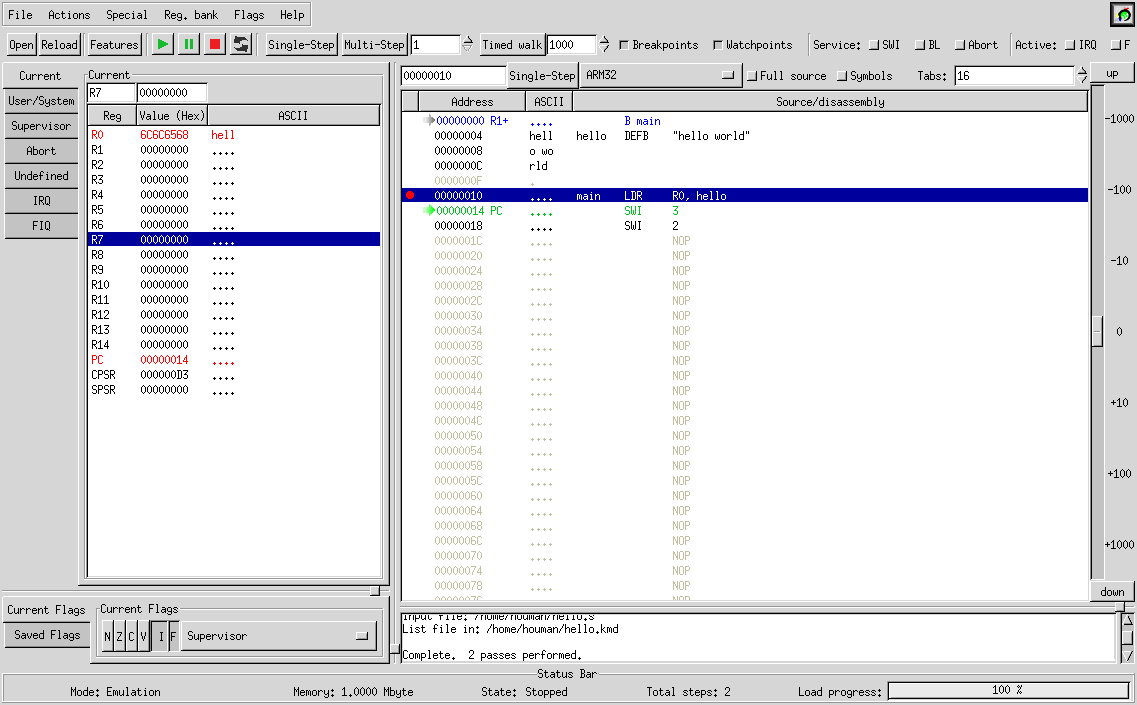 File Actions Special Reg. bank Flags Help
Open Reload Features Single-Step Multi-Step 1 Timed walk 1000 Breakpoints Watchpoints Service: SWI BL Abort Active: IRQ F
Current
User/System
Supervisor
Abort
Undefined
IRQ
FIQ
Current
R7 00000000
Reg Value (Hex) ASCII
R0 6C6C6568 hell
R1 00000000 ....
R2 00000000 ....
R3 00000000 ....
R4 00000000 ....
R5 00000000 ....
R6 00000000 ....
R7 00000000 ....
R8 00000000 ....
R9 00000000 ....
R10 00000000 ....
R11 00000000 ....
R12 00000000 ....
R13 00000000 ....
R14 00000000 ....
PC 00000014 ....
CPSR 000000D3 ....
SPSR 00000000 ....
00000010 Single-Step ARM32 Full source Symbols Tabs: 16 up
Address ASCII Source/disassembly
00000000 R1+ .... B main
00000004 hell hello DEFB "hello world"
00000008 o wo
0000000C rld
0000000F .
00000010 .... main LDR R0, hello
00000014 PC .... SWI 3
00000018 .... SWI 2
0000001C .... NOP
00000020 .... NOP
00000024 .... NOP
00000028 .... NOP
0000002C .... NOP
00000030 .... NOP
00000034 .... NOP
00000038 .... NOP
0000003C .... NOP
00000040 .... NOP
00000044 .... NOP
00000048 .... NOP
0000004C .... NOP
00000050 .... NOP
00000054 .... NOP
00000058 .... NOP
0000005C .... NOP
00000060 .... NOP
00000064 .... NOP
00000068 .... NOP
0000006C .... NOP
00000070 .... NOP
00000074 .... NOP
00000078 .... NOP
0000007C .... NOP
-1000
-100
-10
0
+10
+100
+1000
down
Current Flags
Saved Flags
Current Flags
N Z C V I F Supervisor
Input file: /home/houman/hello.s
List file in: /home/houman/hello.kmd
Complete. 2 passes performed.
Status Bar
Mode: Emulation Memory: 1.0000 Mbyte State: Stopped Total steps: 2 Load progress: 100 %